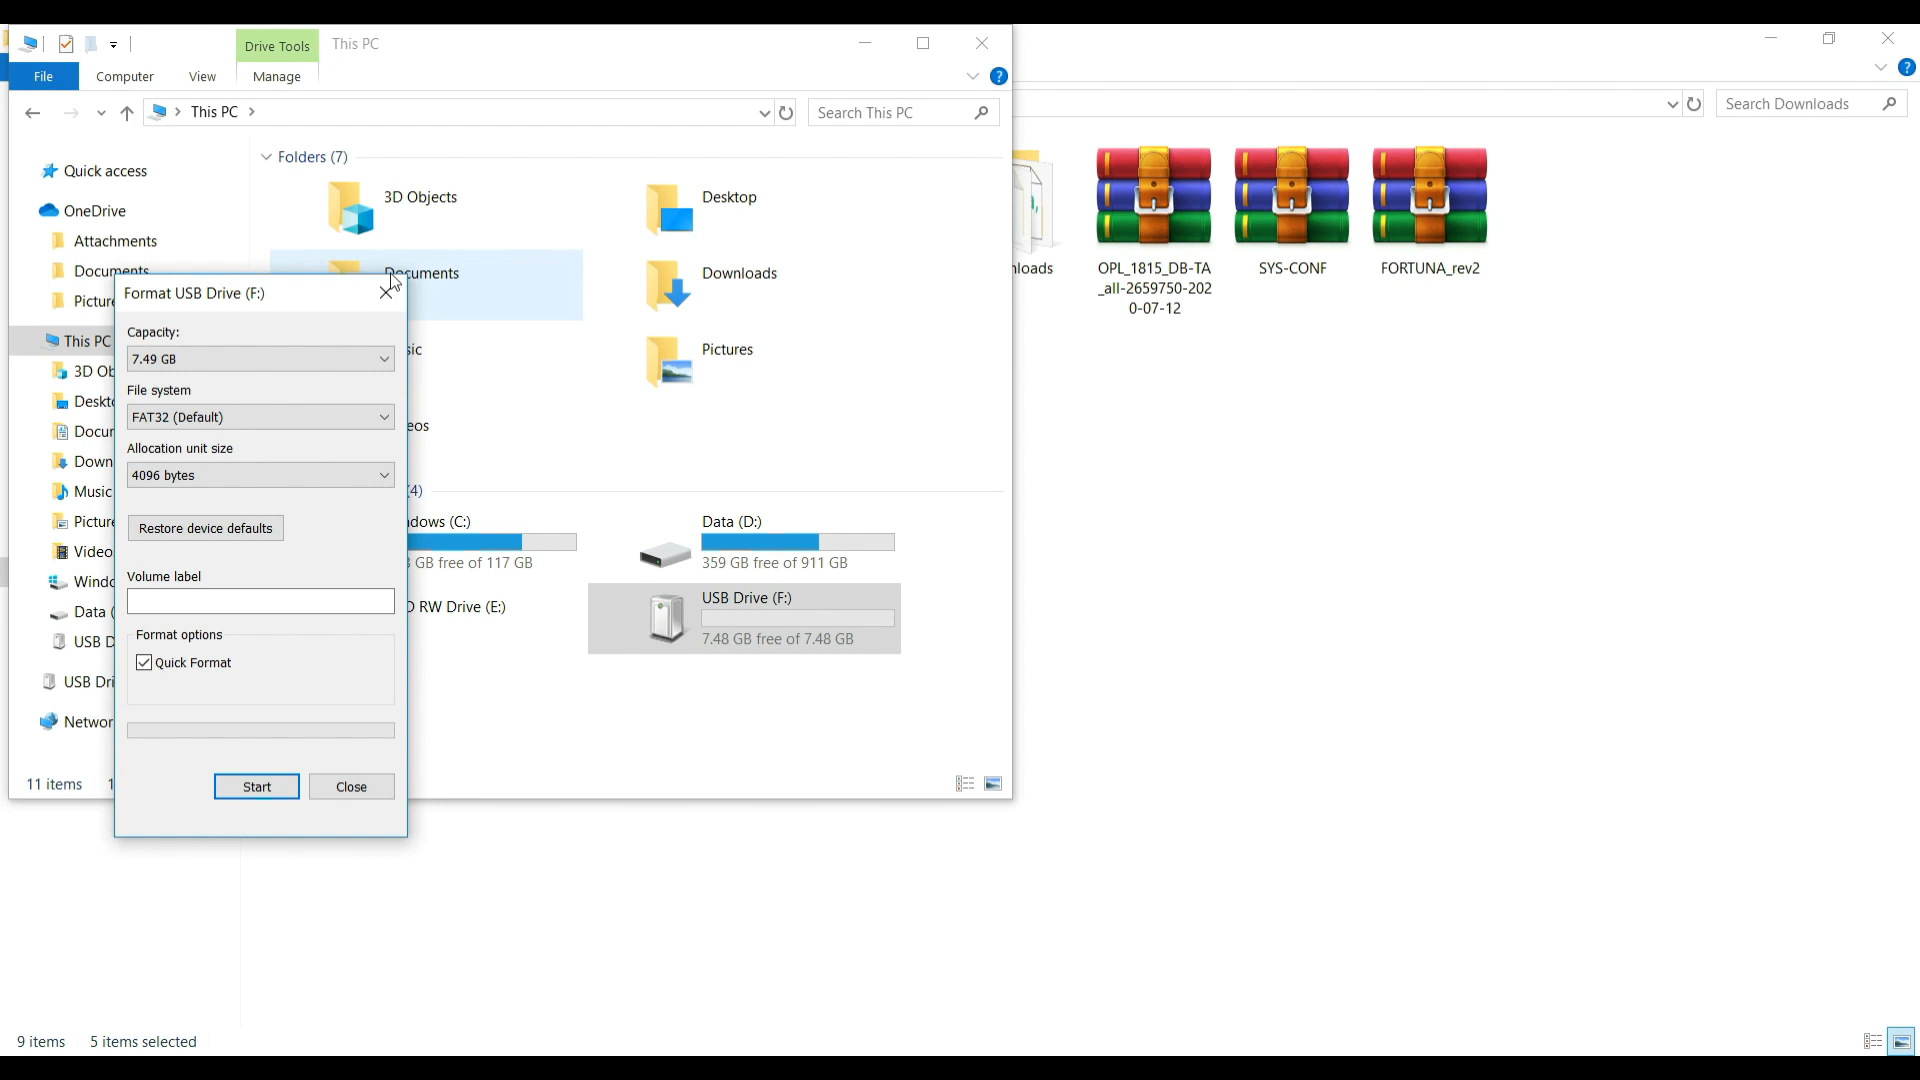 Drive Tools
This PC
File
Computer
View
Manage
This PC
Search This PC
Search Downloads
Quick access
OneDrive
Attachments
Documents
Pictur
This PC
3D Ob
Deskto
Docur
Down
Music
Picture
Video
Windo
Data (
USB D
USB Dri
Networ
11 items
Folders (7)
3D Objects
Desktop
Documents
Downloads
Pictures
(4)
359 GB free of 911 GB
Data (D:)
GB free of 117 GB
RW Drive (E:)
USB Drive (F:)
7.48 GB free of 7.48 GB
Format USB Drive (F:)
Capacity:
7.49 GB
File system
FAT32 (Default)
Allocation unit size
4096 bytes
Restore device defaults
Volume label
Format options
Quick Format
Start
Close
OPL_1815_DB-TA
_all-2659750-202
0-07-12
SYS-CONF
FORTUNA_rev2
9 items
5 items selected